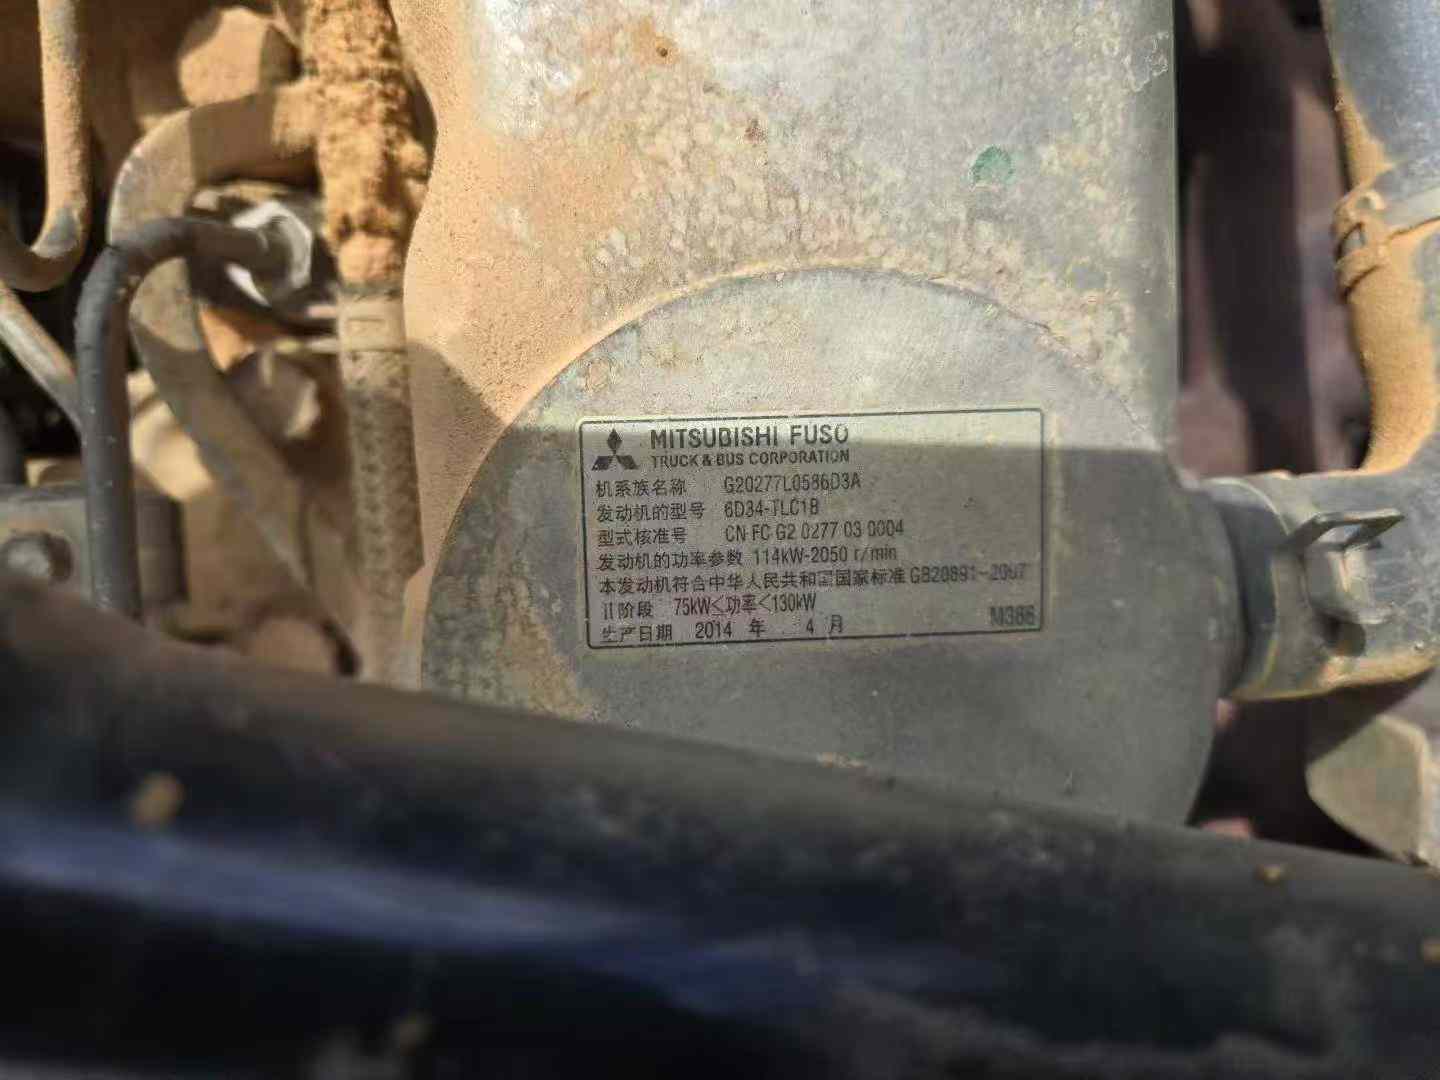 MITSUBISHI FUSO
TRUCK & BUS CORPORATION
机系族名称 G20277L0586D3A
发动机的型号 6D34-TLC1B
型式核准号 CN FC G2 0277 03 0004
发动机的功率参数 114kW-2050 r/min
本发动机符合中华人民共和国国家标准 GB20891-2007
II阶段 75kW≤功率<130kW
生产日期 2014 年 4 月 M386